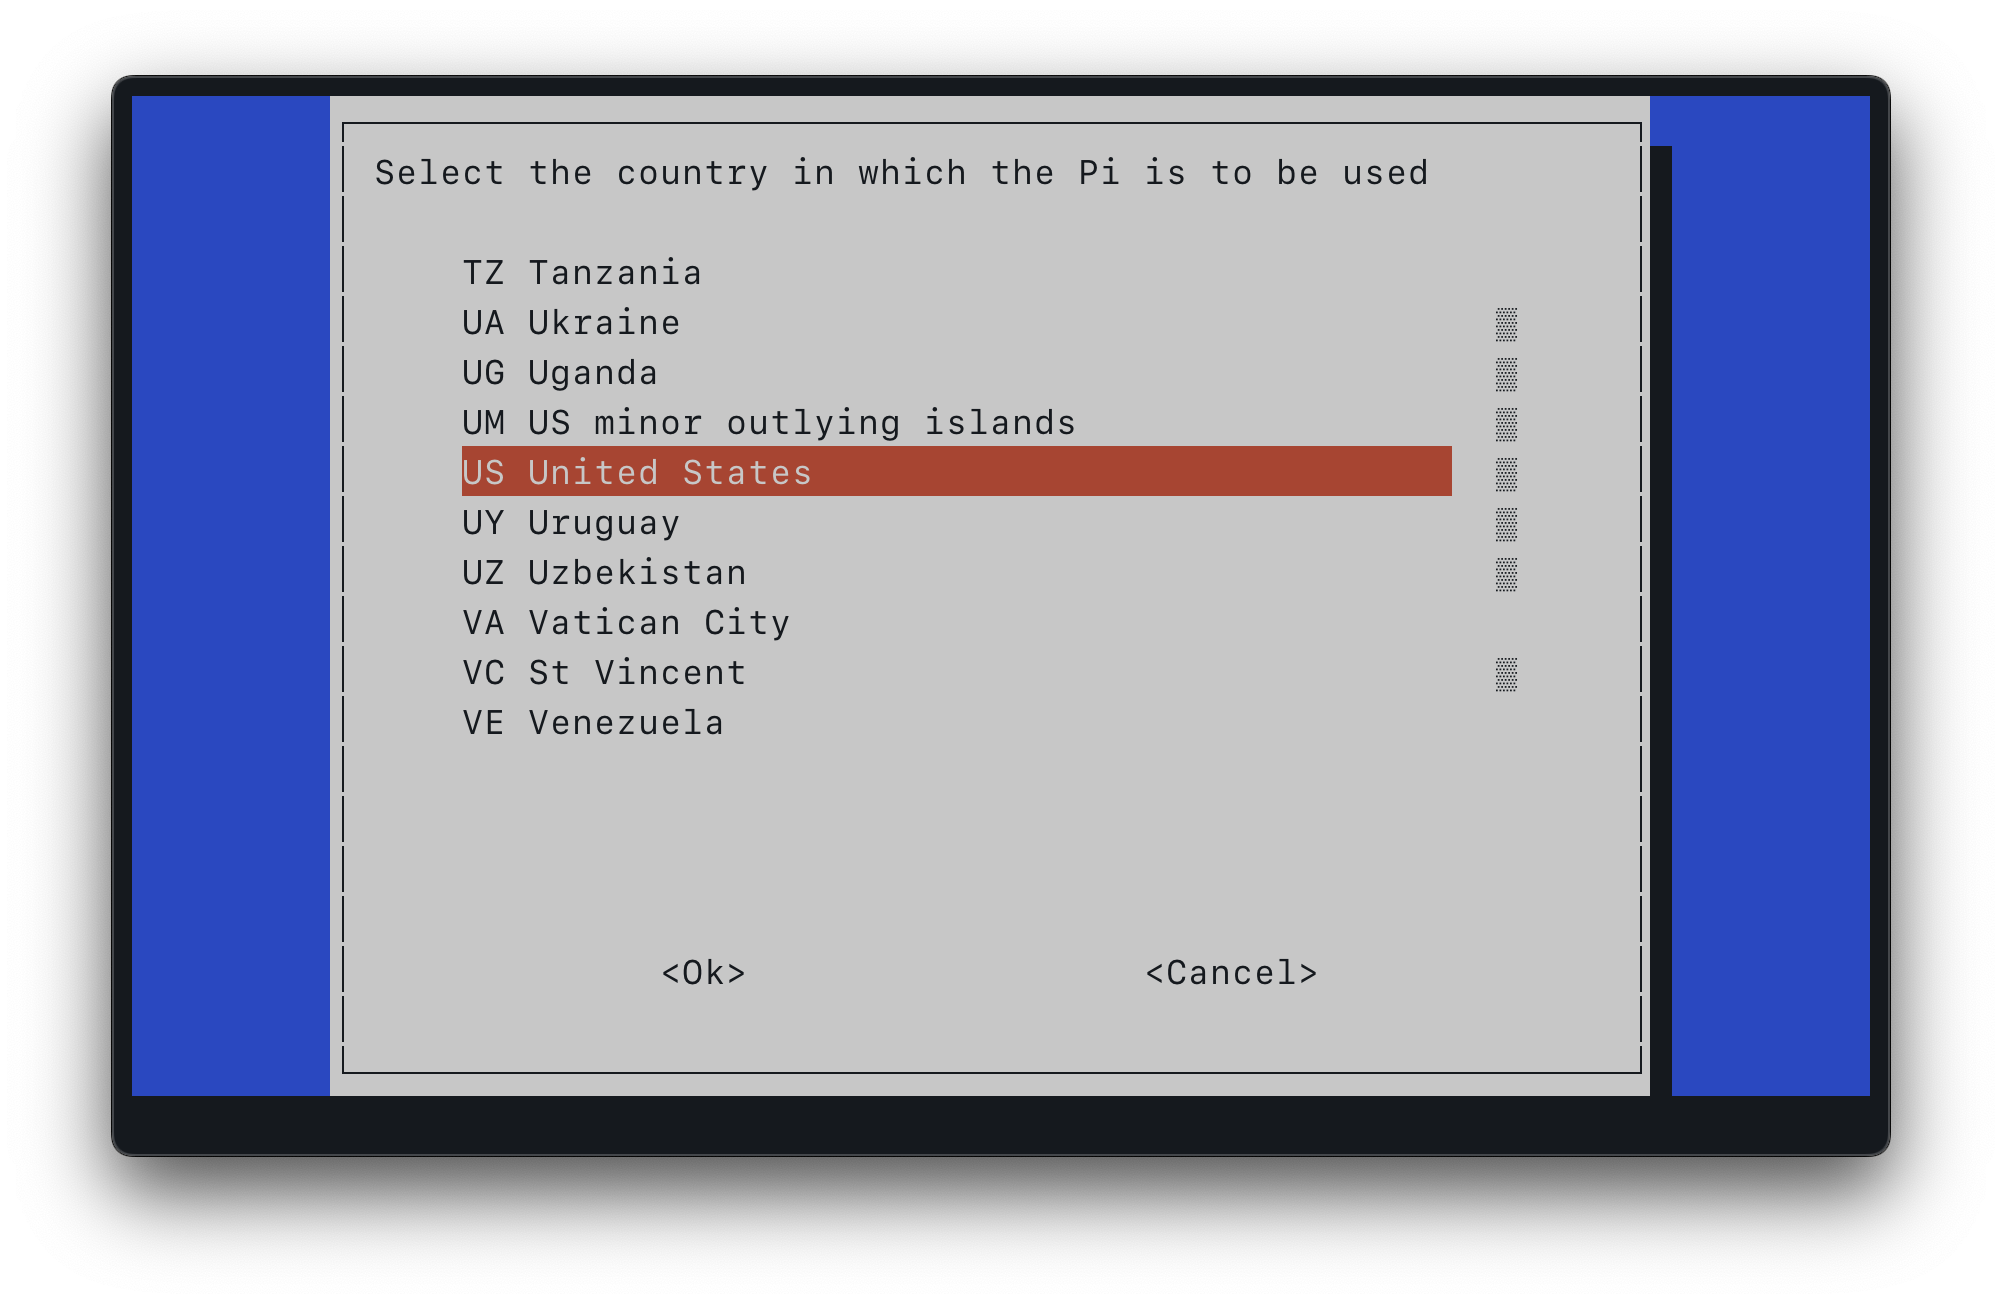 Select the country in which the Pi is to be used
TZ Tanzania
UA Ukraine
UG Uganda
UM US minor outlying islands
US United States
UY Uruguay
UZ Uzbekistan
VA Vatican City
VC St Vincent
VE Venezuela
<Ok> <Cancel>